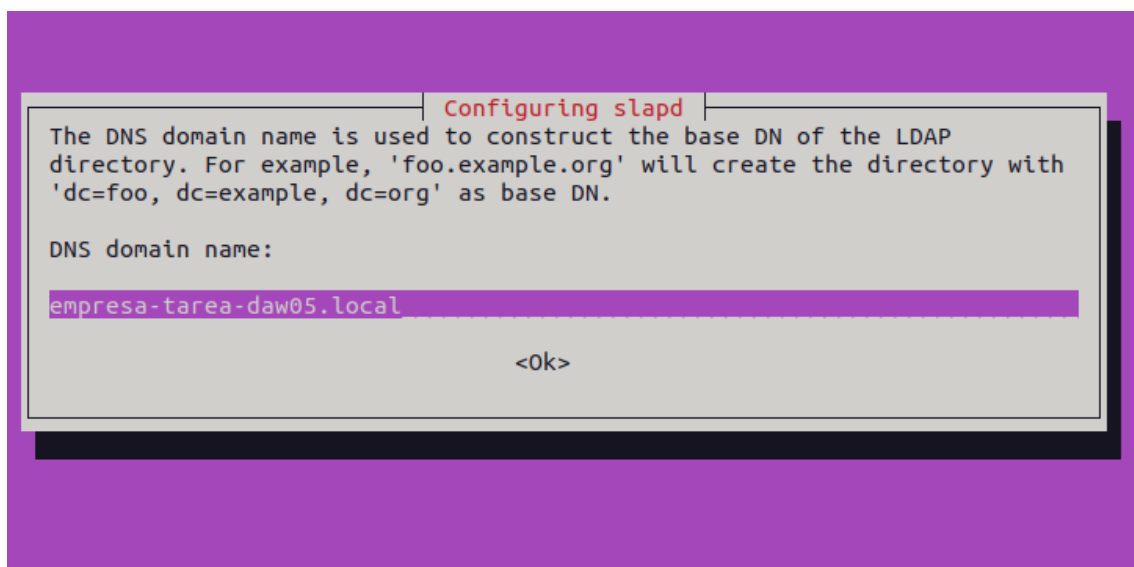 Configuring slapd
The DNS domain name is used to construct the base DN of the LDAP
directory. For example, 'foo.example.org' will create the directory with
'dc=foo, dc=example, dc=org' as base DN.
DNS domain name:
empresa-tarea-daw05.local
<Ok>